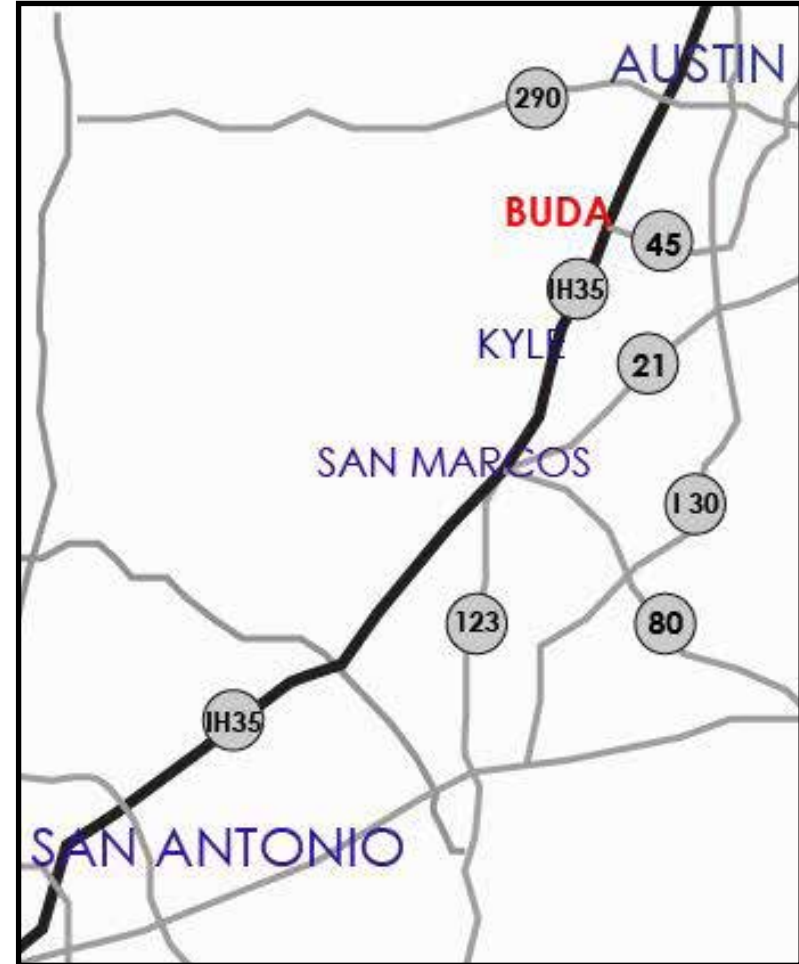 AUSTIN
290
BUDA
45
IH35
KYLE
21
SAN MARCOS
I 30
123
80
IH35
SAN ANTONIO